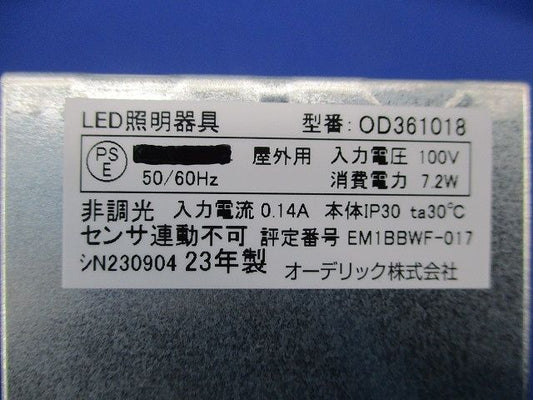 LED照明器具 型番: OD361018
PS
E
屋外用 入力電圧 100V
50/60Hz 消費電力 7.2W
非調光 入力電流 0.14A 本体IP30 ta30℃
センサ連動不可 評定番号 EM1BBWF-017
シN230904 23年製 オーデリック株式会社